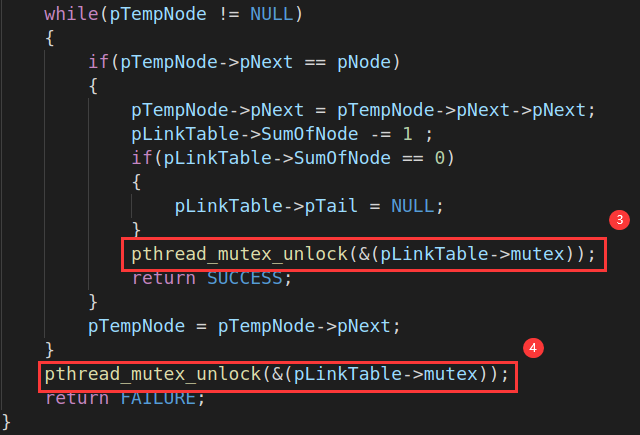 while(pTempNode != NULL)
{
if(pTempNode->pNext == pNode)
{
pTempNode->pNext = pTempNode->pNext->pNext;
pLinkTable->SumOfNode -= 1 ;
if(pLinkTable->SumOfNode == 0)
{
pLinkTable->pTail = NULL;
}
3
pthread_mutex_unlock(&(pLinkTable->mutex));
return SUCCESS;
}
pTempNode = pTempNode->pNext;
}
4
pthread_mutex_unlock(&(pLinkTable->mutex));
return FAILURE;
}